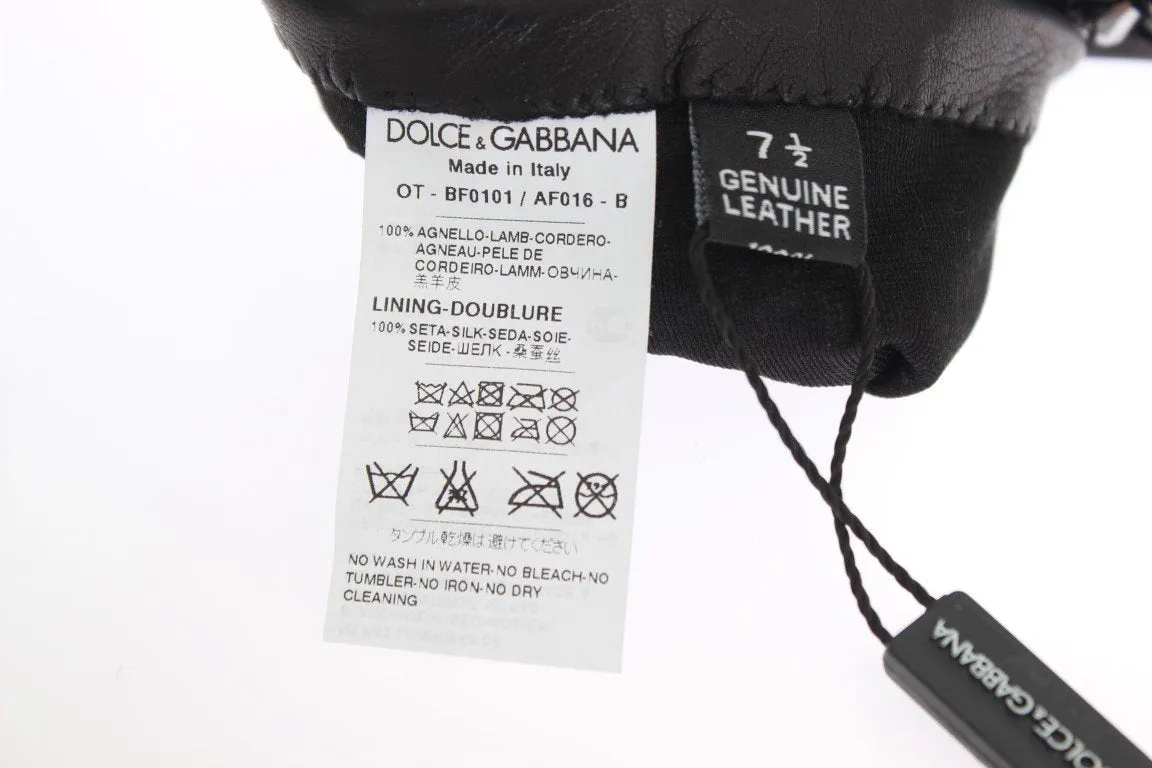 DOLCE & GABBANA
Made in Italy
OT - BF0101 / AF016 - B
100% AGNELLO-LAMB-CORDERO-
AGNEAU-PELE DE
CORDEIRO-LAMM-ОВЧИНА-
羔羊皮
LINING-DOUBLURE
100% SETA-SILK-SEDA-SOIE-
SEIDE-ШЕЛК-桑蚕丝
タンブル乾燥は避けてください
NO WASH IN WATER-NO BLEACH-NO
TUMBLER-NO IRON-NO DRY
CLEANING
7 ½
GENUINE
LEATHER
DOLCE & GABBANA